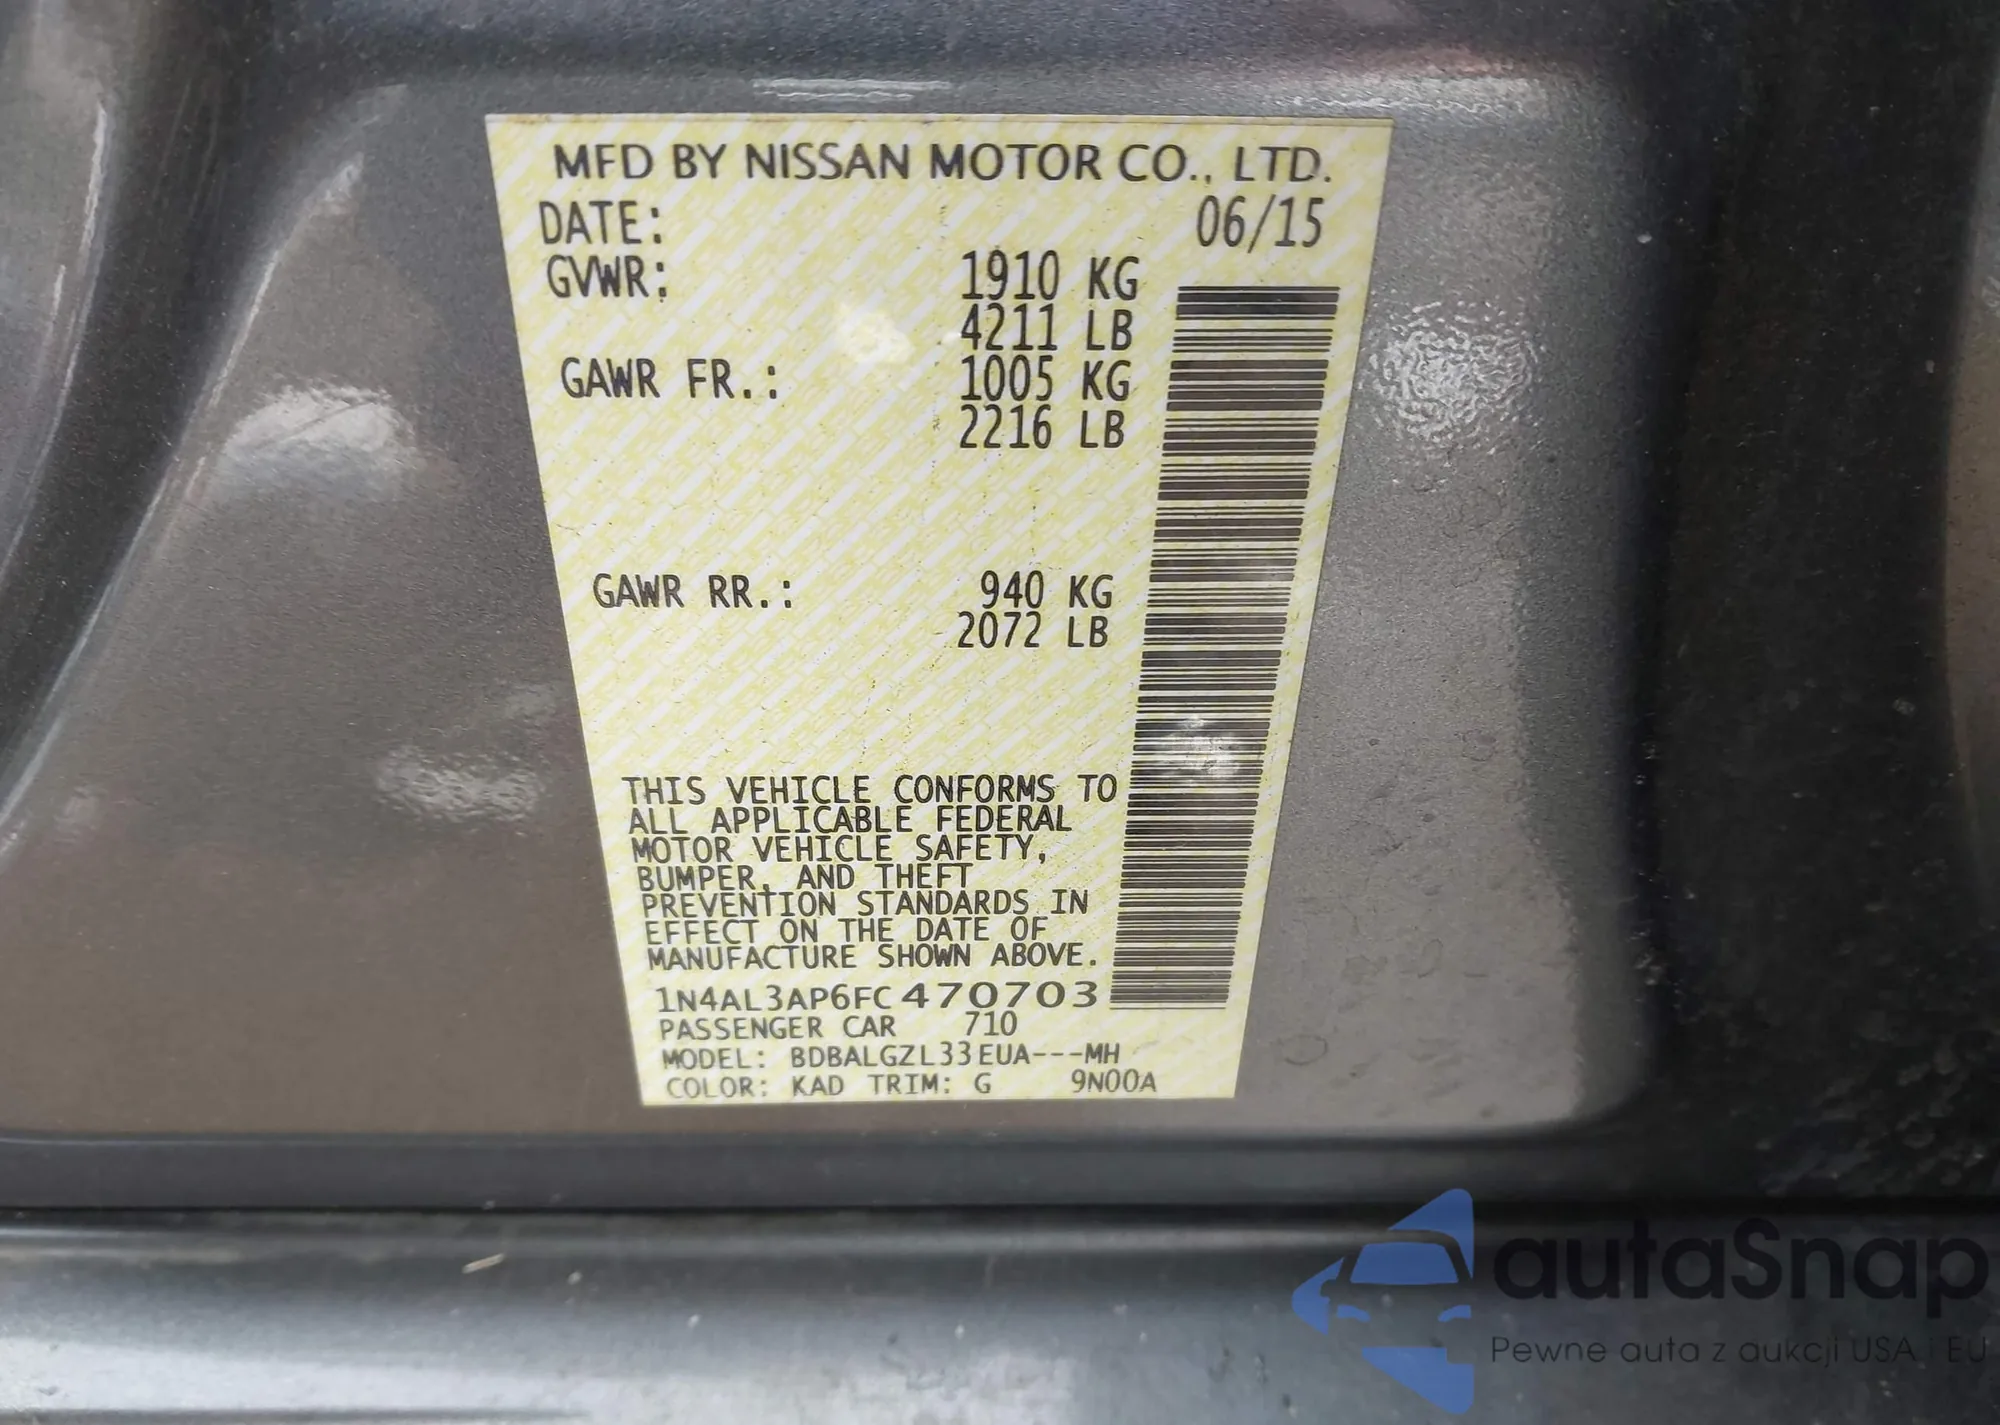 MFD BY NISSAN MOTOR CO., LTD.
DATE: 06/15
GVWR: 1910 KG
4211 LB
GAWR FR.: 1005 KG
2216 LB
GAWR RR.: 940 KG
2072 LB
THIS VEHICLE CONFORMS TO
ALL APPLICABLE FEDERAL
MOTOR VEHICLE SAFETY,
BUMPER, AND THEFT
PREVENTION STANDARDS IN
EFFECT ON THE DATE OF
MANUFACTURE SHOWN ABOVE.
1N4AL3AP6FC470703
PASSENGER CAR 710
MODEL: BDBALGZL33EUA---MH
COLOR: KAD TRIM: G 9N00A
autaSnap
Pewne auta z aukcji USA i EU